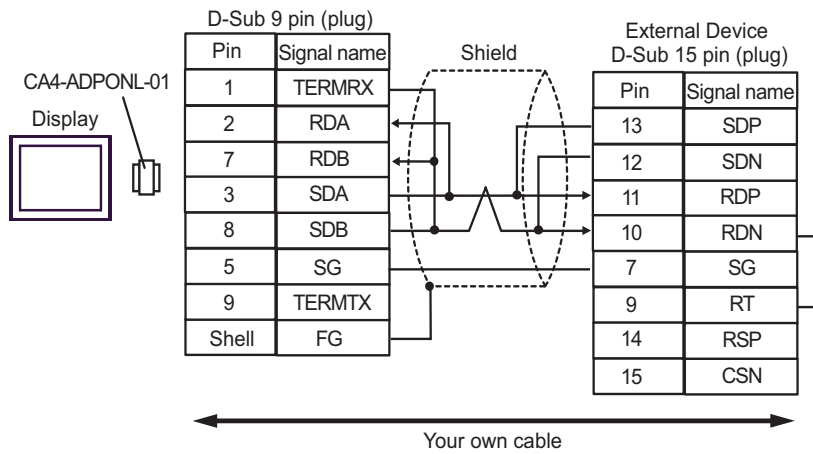 D-Sub 9 pin (plug)
Pin Signal name
1 TERMRX
2 RDA
7 RDB
3 SDA
8 SDB
5 SG
9 TERMTX
Shell FG
CA4-ADPONL-01
Display
Shield
External Device
D-Sub 15 pin (plug)
Pin Signal name
13 SDP
12 SDN
11 RDP
10 RDN
7 SG
9 RT
14 RSP
15 CSN
Your own cable